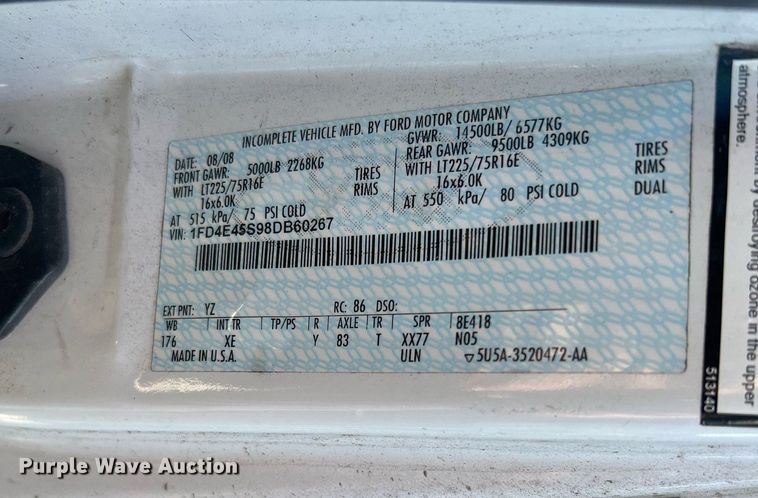 INCOMPLETE VEHICLE MFD. BY FORD MOTOR COMPANY
DATE: 08/08 GVWR: 14500LB/ 6577KG
FRONT GAWR: 5000LB 2268KG REAR GAWR: 9500LB 4309KG
WITH LT225/75R16E TIRES WITH LT225/75R16E TIRES
16x6.0K RIMS 16x6.0K RIMS
AT 515 kPa/ 75 PSI COLD AT 550 kPa/ 80 PSI COLD DUAL
VIN: 1FD4E45S98DB60267
EXT PNT: YZ RC: 86 DSO:
WB INT TR TP/PS R AXLE TR SPR 8E418
176 XE Y 83 T XX77 N05
MADE IN U.S.A. ULN ▽5U5A-3520472-AA
atmosphere.
by destroying ozone in the upper
513140
Purple Wave Auction